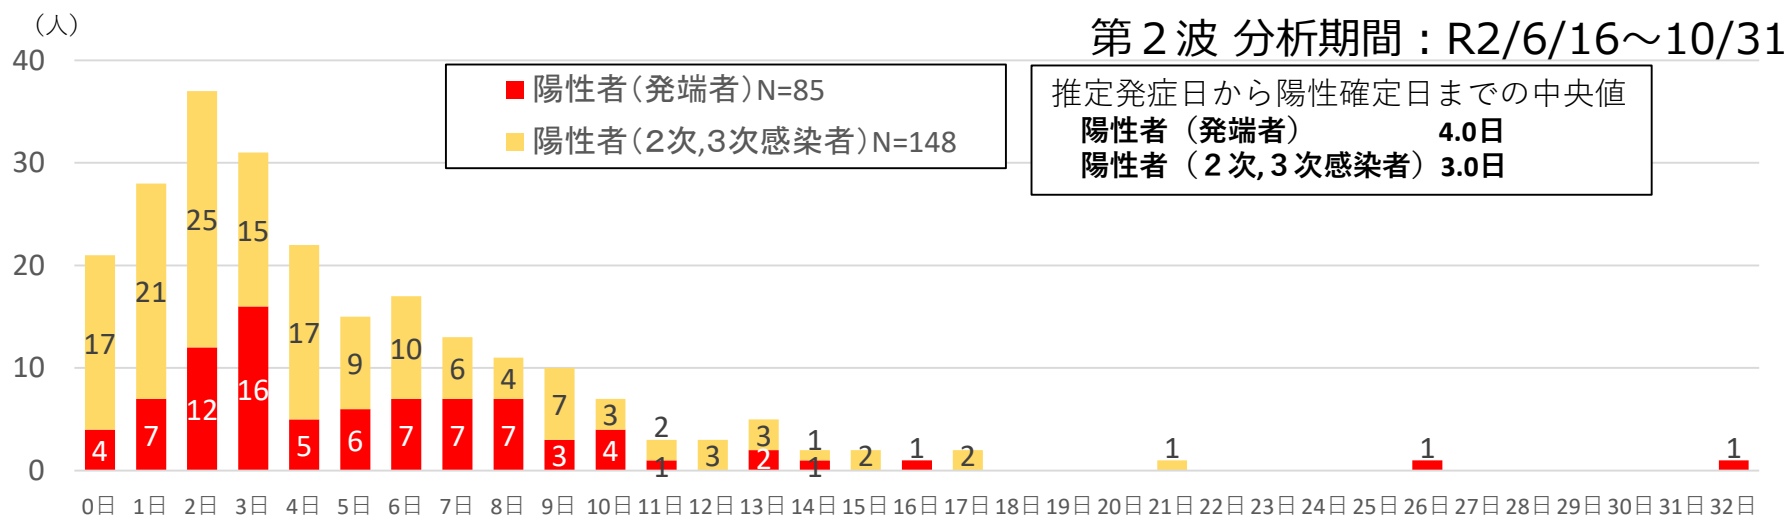 （人）
第２波 分析期間：R2/6/16～10/31
陽性者（発端者）N=85
陽性者（２次,３次感染者）N=148
推定発症日から陽性確定日までの中央値
陽性者（発端者） 4.0日
陽性者（２次,３次感染者） 3.0日
40
30
20
10
0
17 21 25 15 17 9 10 6 4 7 3 2 3 3 1 2 1 2 1 1 1
4 7 12 16 5 6 7 7 7 3 4 1 2 1
0日 1日 2日 3日 4日 5日 6日 7日 8日 9日 10日 11日 12日 13日 14日 15日 16日 17日 18日 19日 20日 21日 22日 23日 24日 25日 26日 27日 28日 29日 30日 31日 32日